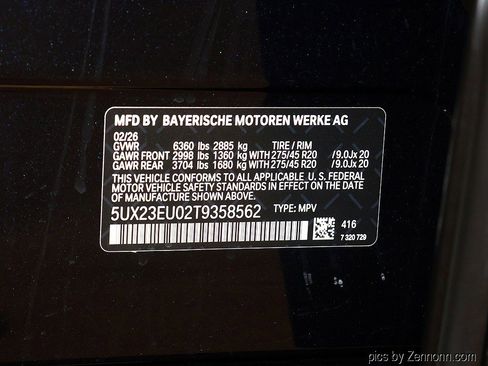 MFD BY BAYERISCHE MOTOREN WERKE AG
02/26
GVWR 6360 lbs 2885 kg TIRE / RIM
GAWR FRONT 2998 lbs 1360 kg WITH 275/45 R20 /9.0Jx 20
GAWR REAR 3704 lbs 1680 kg WITH 275/45 R20 /9.0Jx 20
THIS VEHICLE CONFORMS TO ALL APPLICABLE U. S. FEDERAL
MOTOR VEHICLE SAFETY STANDARDS IN EFFECT ON THE
DATE OF MANUFACTURE SHOWN ABOVE.
5UX23EU02T9358562 TYPE: MPV
416
7 320 729
pics by Zennonn.com